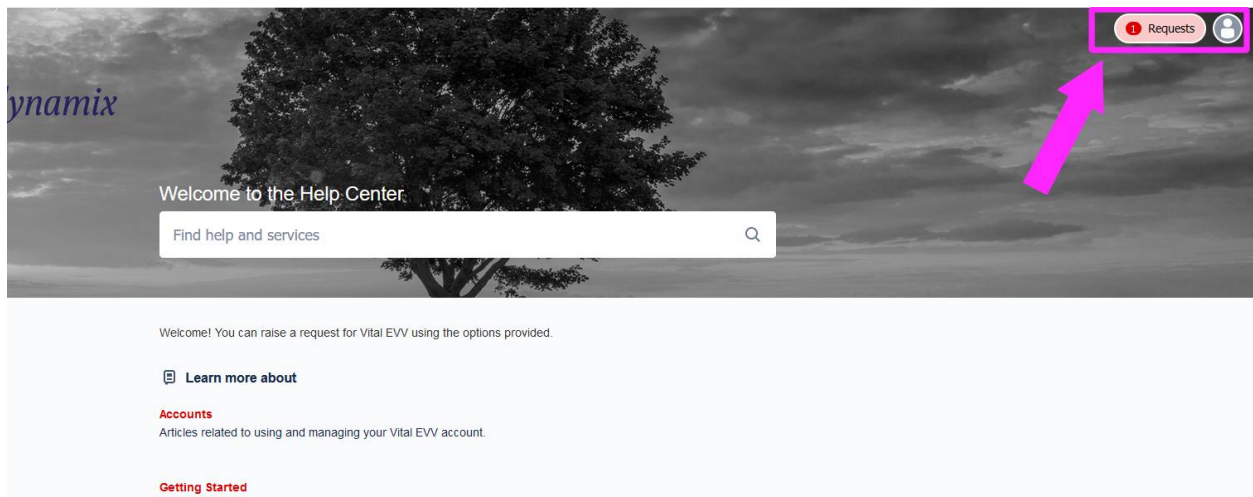 1 Requests
ynamix
Welcome to the Help Center
Find help and services
Welcome! You can raise a request for Vital EVV using the options provided.
Learn more about
Accounts
Articles related to using and managing your Vital EVV account.
Getting Started